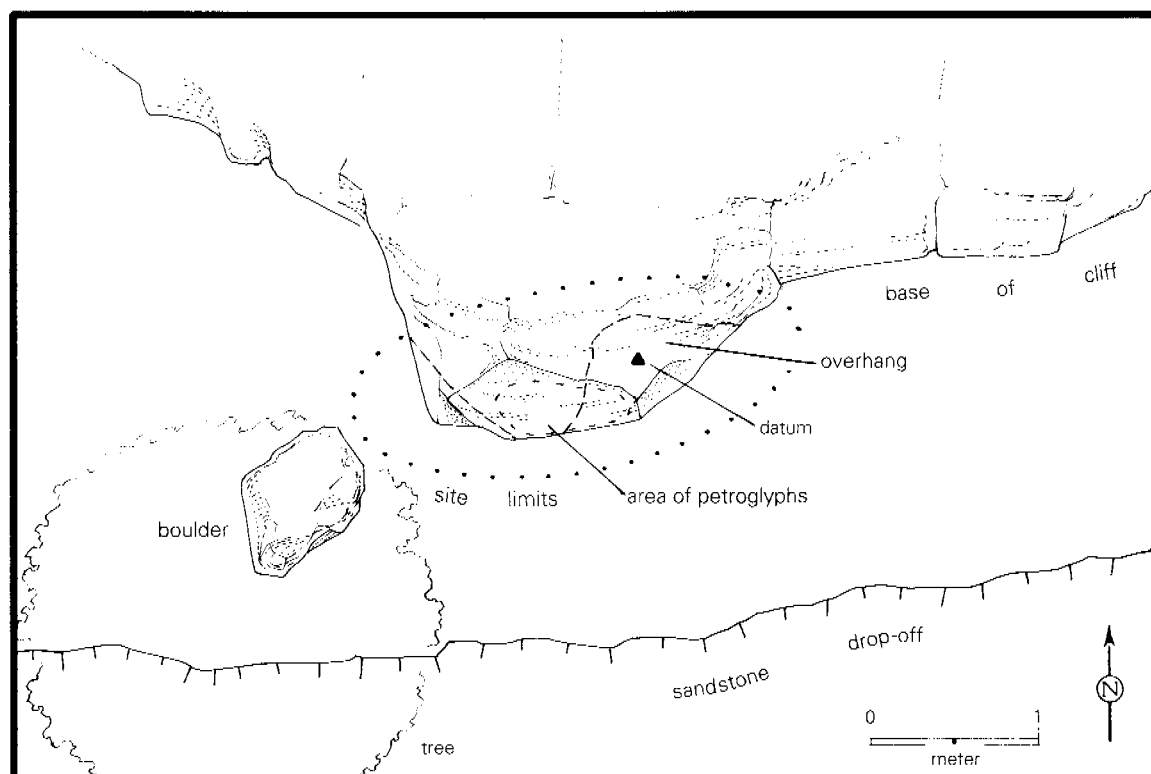 base of cliff
overhang
datum
site limits
area of petroglyphs
boulder
drop-off
sandstone
tree
N
0 1
meter